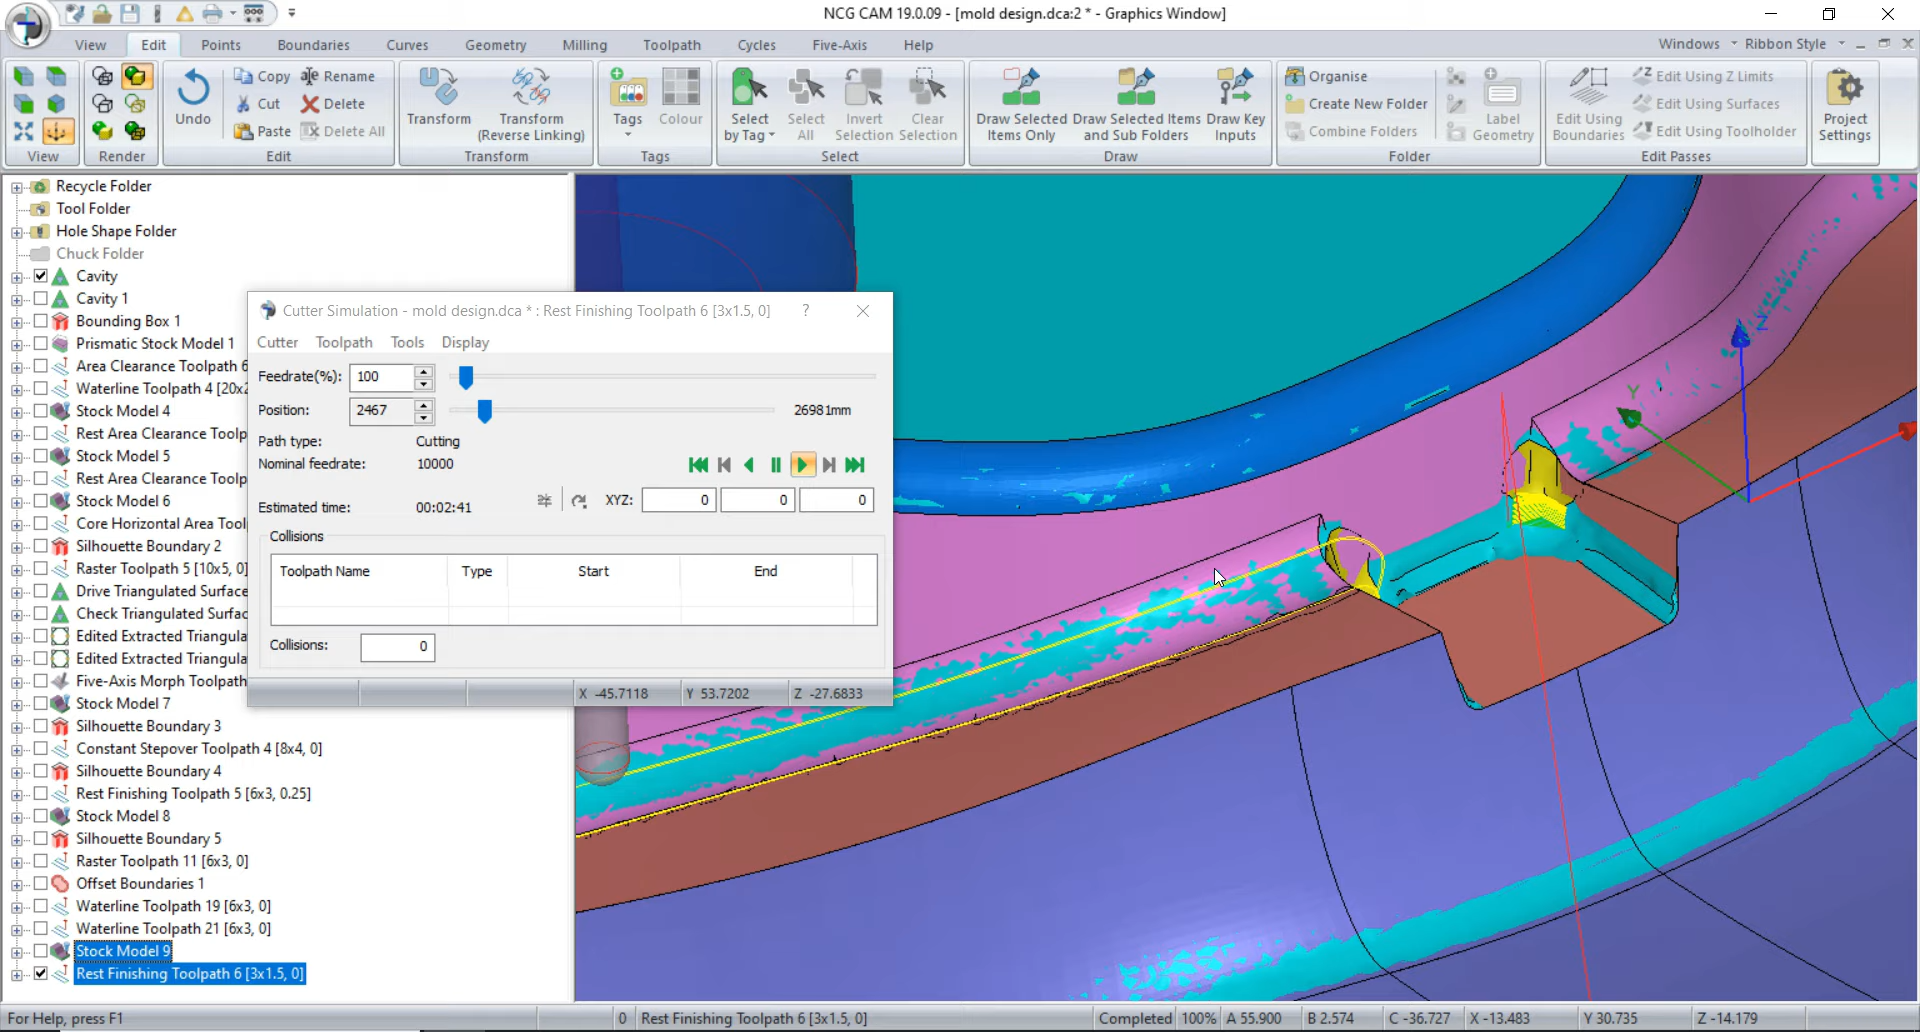 NCG CAM 19.0.09 - [mold design.dca:2 * - Graphics Window]
View Edit Points Boundaries Curves Geometry Milling Toolpath Cycles Five-Axis Help Windows Ribbon Style
Undo
Copy
Cut
Paste
Rename
Delete
Delete All
Transform
Transform
(Reverse Linking)
Tags
Colour
Select
by Tag
Select
All
Invert
Selection
Clear
Selection
Draw Selected
Items Only
Draw Selected Items
and Sub Folders
Draw Key
Inputs
Organise
Create New Folder
Combine Folders
Label
Geometry
Edit Using
Boundaries
Edit Using Z Limits
Edit Using Surfaces
Edit Using Toolholder
Project
Settings
View Render Edit Transform Tags Select Draw Folder Edit Passes
Recycle Folder
Tool Folder
Hole Shape Folder
Chuck Folder
Cavity
Cavity 1
Bounding Box 1
Prismatic Stock Model 1
Area Clearance Toolpath 6
Waterline Toolpath 4 [20x2
Stock Model 4
Rest Area Clearance Toolp
Stock Model 5
Rest Area Clearance Toolp
Stock Model 6
Core Horizontal Area Tool
Silhouette Boundary 2
Raster Toolpath 5 [10x5, 0]
Drive Triangulated Surface
Check Triangulated Surfac
Edited Extracted Triangula
Edited Extracted Triangula
Five-Axis Morph Toolpath
Stock Model 7
Silhouette Boundary 3
Constant Stepover Toolpath 4 [8x4, 0]
Silhouette Boundary 4
Rest Finishing Toolpath 5 [6x3, 0.25]
Stock Model 8
Silhouette Boundary 5
Raster Toolpath 11 [6x3, 0]
Offset Boundaries 1
Waterline Toolpath 19 [6x3, 0]
Waterline Toolpath 21 [6x3, 0]
Stock Model 9
Rest Finishing Toolpath 6 [3x1.5, 0]
Cutter Simulation - mold design.dca * : Rest Finishing Toolpath 6 [3x1.5, 0] ?
Cutter Toolpath Tools Display
Feedrate(%): 100
Position: 2467 26981mm
Path type: Cutting
Nominal feedrate: 10000
Estimated time: 00:02:41 XYZ: 0 0 0
Collisions
Toolpath Name Type Start End
Collisions: 0
X -45.7118 Y 53.7202 Z -27.6833
Z
Y
For Help, press F1 0 Rest Finishing Toolpath 6 [3x1.5, 0] Completed 100% A 55.900 B 2.574 C -36.727 X -13.483 Y 30.735 Z -14.179